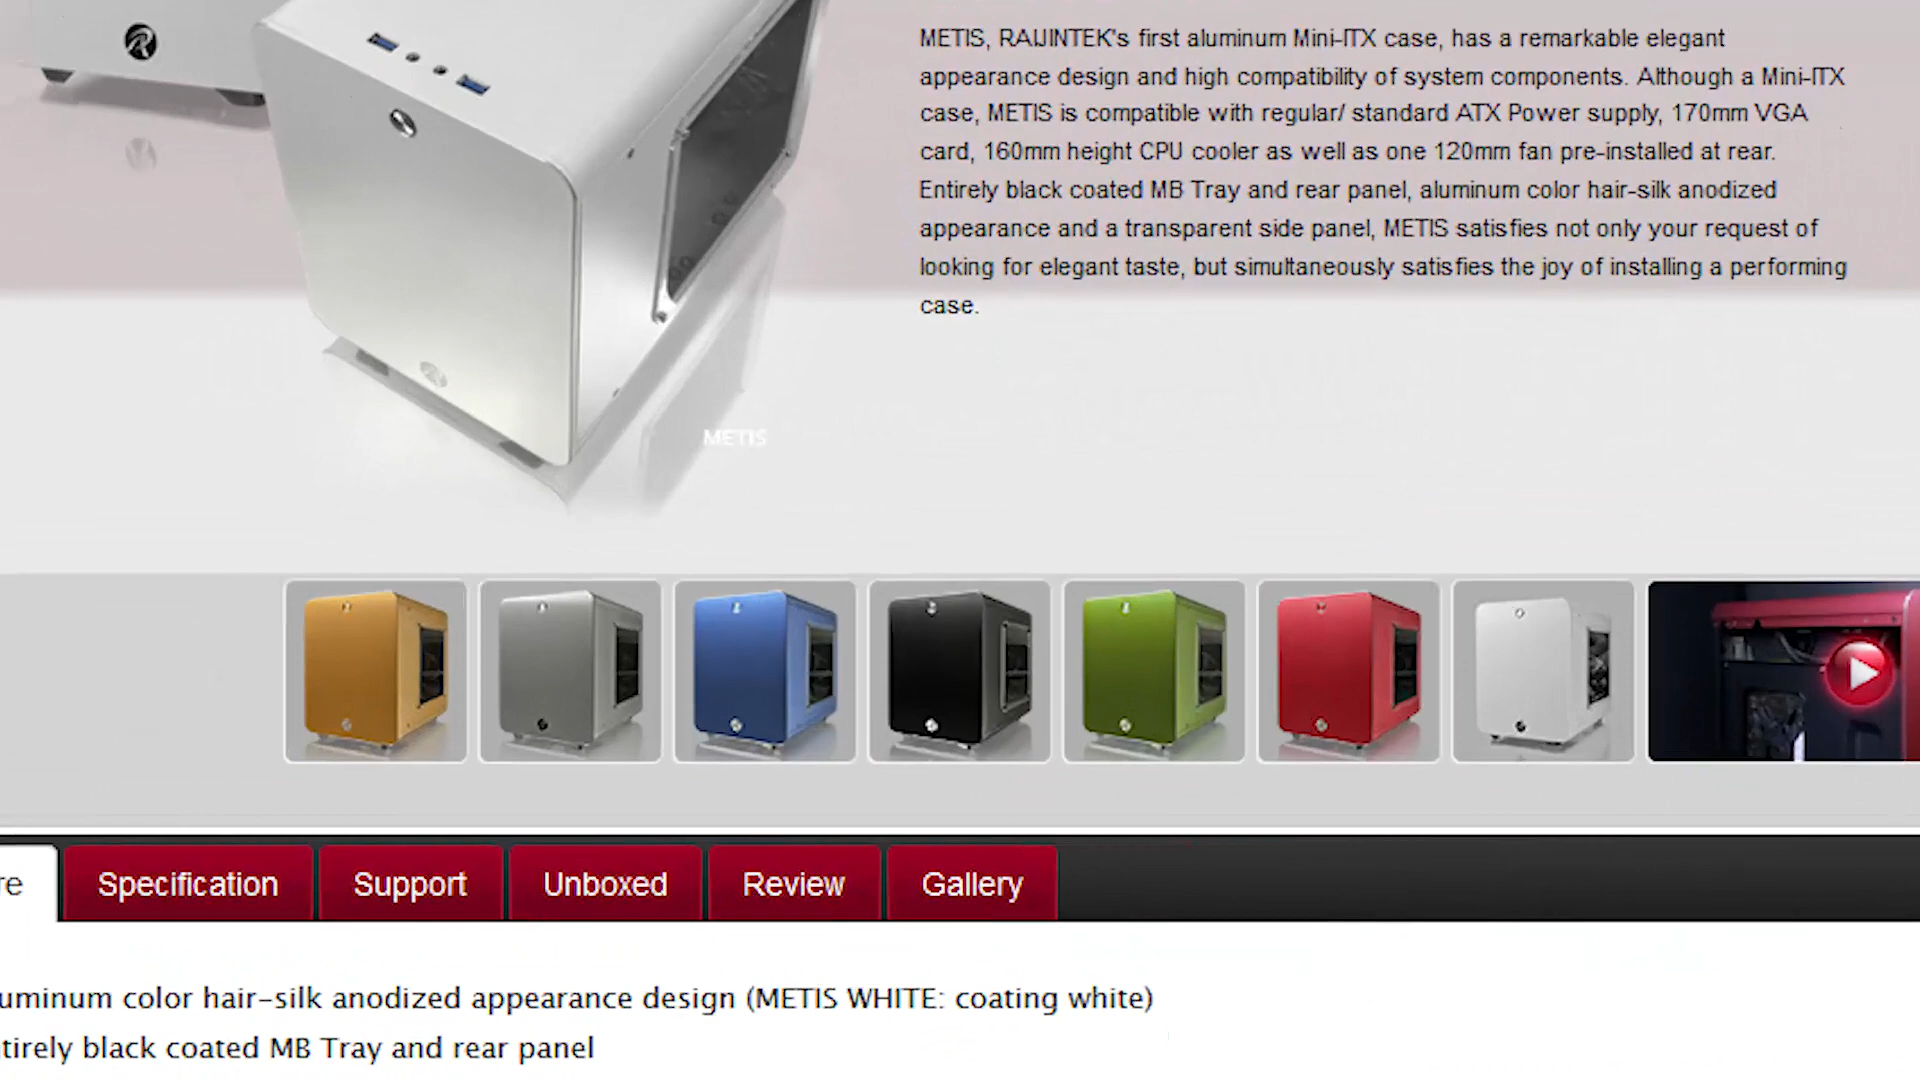 METIS, RAIJINTEK's first aluminum Mini-ITX case, has a remarkable elegant
appearance design and high compatibility of system components. Although a Mini-ITX
case, METIS is compatible with regular/ standard ATX Power supply, 170mm VGA
card, 160mm height CPU cooler as well as one 120mm fan pre-installed at rear.
Entirely black coated MB Tray and rear panel, aluminum color hair-silk anodized
appearance and a transparent side panel, METIS satisfies not only your request of
looking for elegant taste, but simultaneously satisfies the joy of installing a performing
case.
METIS
re Specification Support Unboxed Review Gallery
uminum color hair-silk anodized appearance design (METIS WHITE: coating white)
tirely black coated MB Tray and rear panel